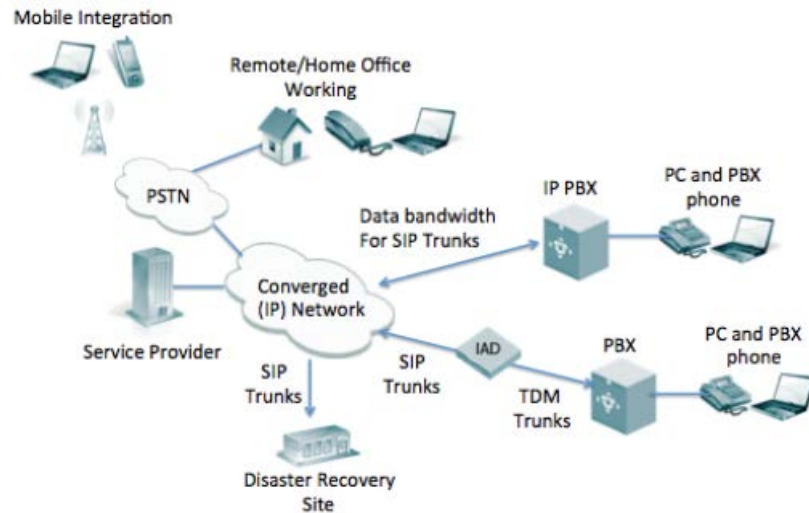 Mobile Integration
Remote/Home Office
Working
PSTN
IP PBX
PC and PBX
phone
Data bandwidth
For SIP Trunks
Converged
(IP) Network
Service Provider
SIP
Trunks
SIP
Trunks
IAD
TDM
Trunks
PBX
PC and PBX
phone
Disaster Recovery
Site